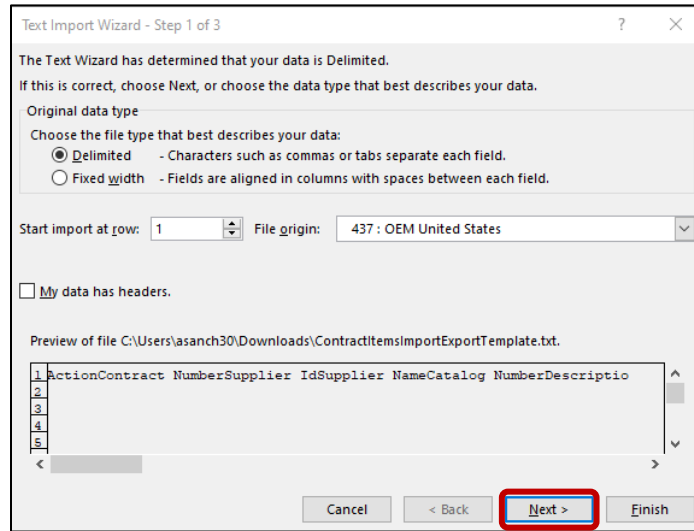 Text Import Wizard - Step 1 of 3 ? ×
The Text Wizard has determined that your data is Delimited.
If this is correct, choose Next, or choose the data type that best describes your data.
Original data type
Choose the file type that best describes your data:
Delimited - Characters such as commas or tabs separate each field.
Fixed width - Fields are aligned in columns with spaces between each field.
Start import at row: 1 File origin: 437 : OEM United States
My data has headers.
Preview of file C:\Users\asanch30\Downloads\ContractItemsImportExportTemplate.txt.
1 ActionContract NumberSupplier IdSupplier NameCatalog NumberDescriptio
2
3
4
5
Cancel < Back Next > Finish